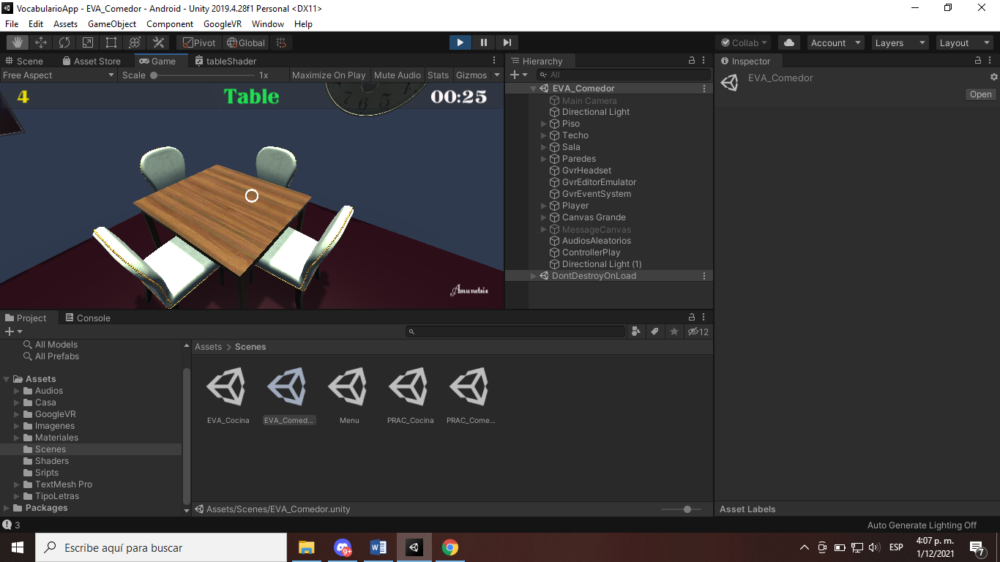 VocabularioApp - EVA_Comedor - Android - Unity 2019.4.28f1 Personal <DX11>
File Edit Assets GameObject Component GoogleVR Window Help
Pivot Global Collab Account Layers Layout
Scene Asset Store Game tableShader
Free Aspect Scale 1x Maximize On Play Mute Audio Stats Gizmos
4 Table 00:25
7 6 5
Amunetsis
Hierarchy
All
EVA_Comedor
Main Camera
Directional Light
Piso
Techo
Sala
Paredes
GvrHeadset
GvrEditorEmulator
GvrEventSystem
Player
Canvas Grande
MessageCanvas
AudiosAleatorios
ControllerPlay
Directional Light (1)
DontDestroyOnLoad
Inspector
EVA_Comedor
Open
Project Console
12
All Models
All Prefabs
Assets
Audios
Casa
GoogleVR
Imagenes
Materiales
Scenes
Shaders
Sripts
TextMesh Pro
TipoLetras
Packages
Assets > Scenes
EVA_Cocina EVA_Comed... Menu PRAC_Cocina PRAC_Come...
Assets/Scenes/EVA_Comedor.unity
Asset Labels
3
Auto Generate Lighting Off
Escribe aquí para buscar
9+
ESP
4:07 p. m.
1/12/2021
7